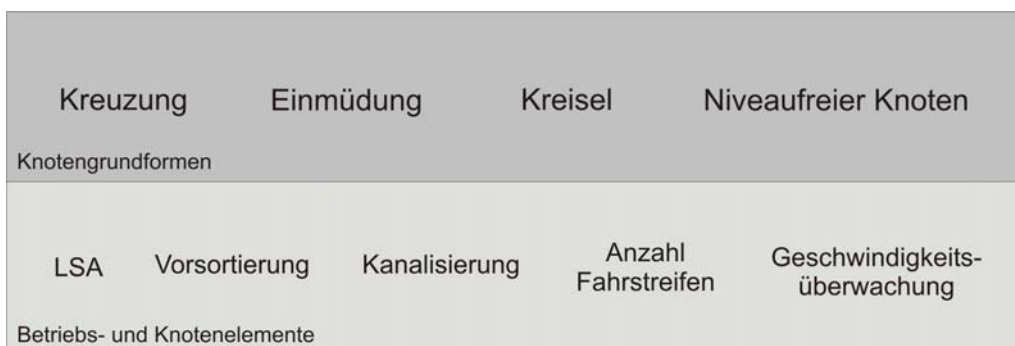 Kreuzung Einmüdung Kreisel Niveaufreier Knoten
Knotengrundformen
LSA Vorsortierung Kanalisierung Anzahl Fahrstreifen Geschwindigkeits-
überwachung
Betriebs- und Knotenelemente